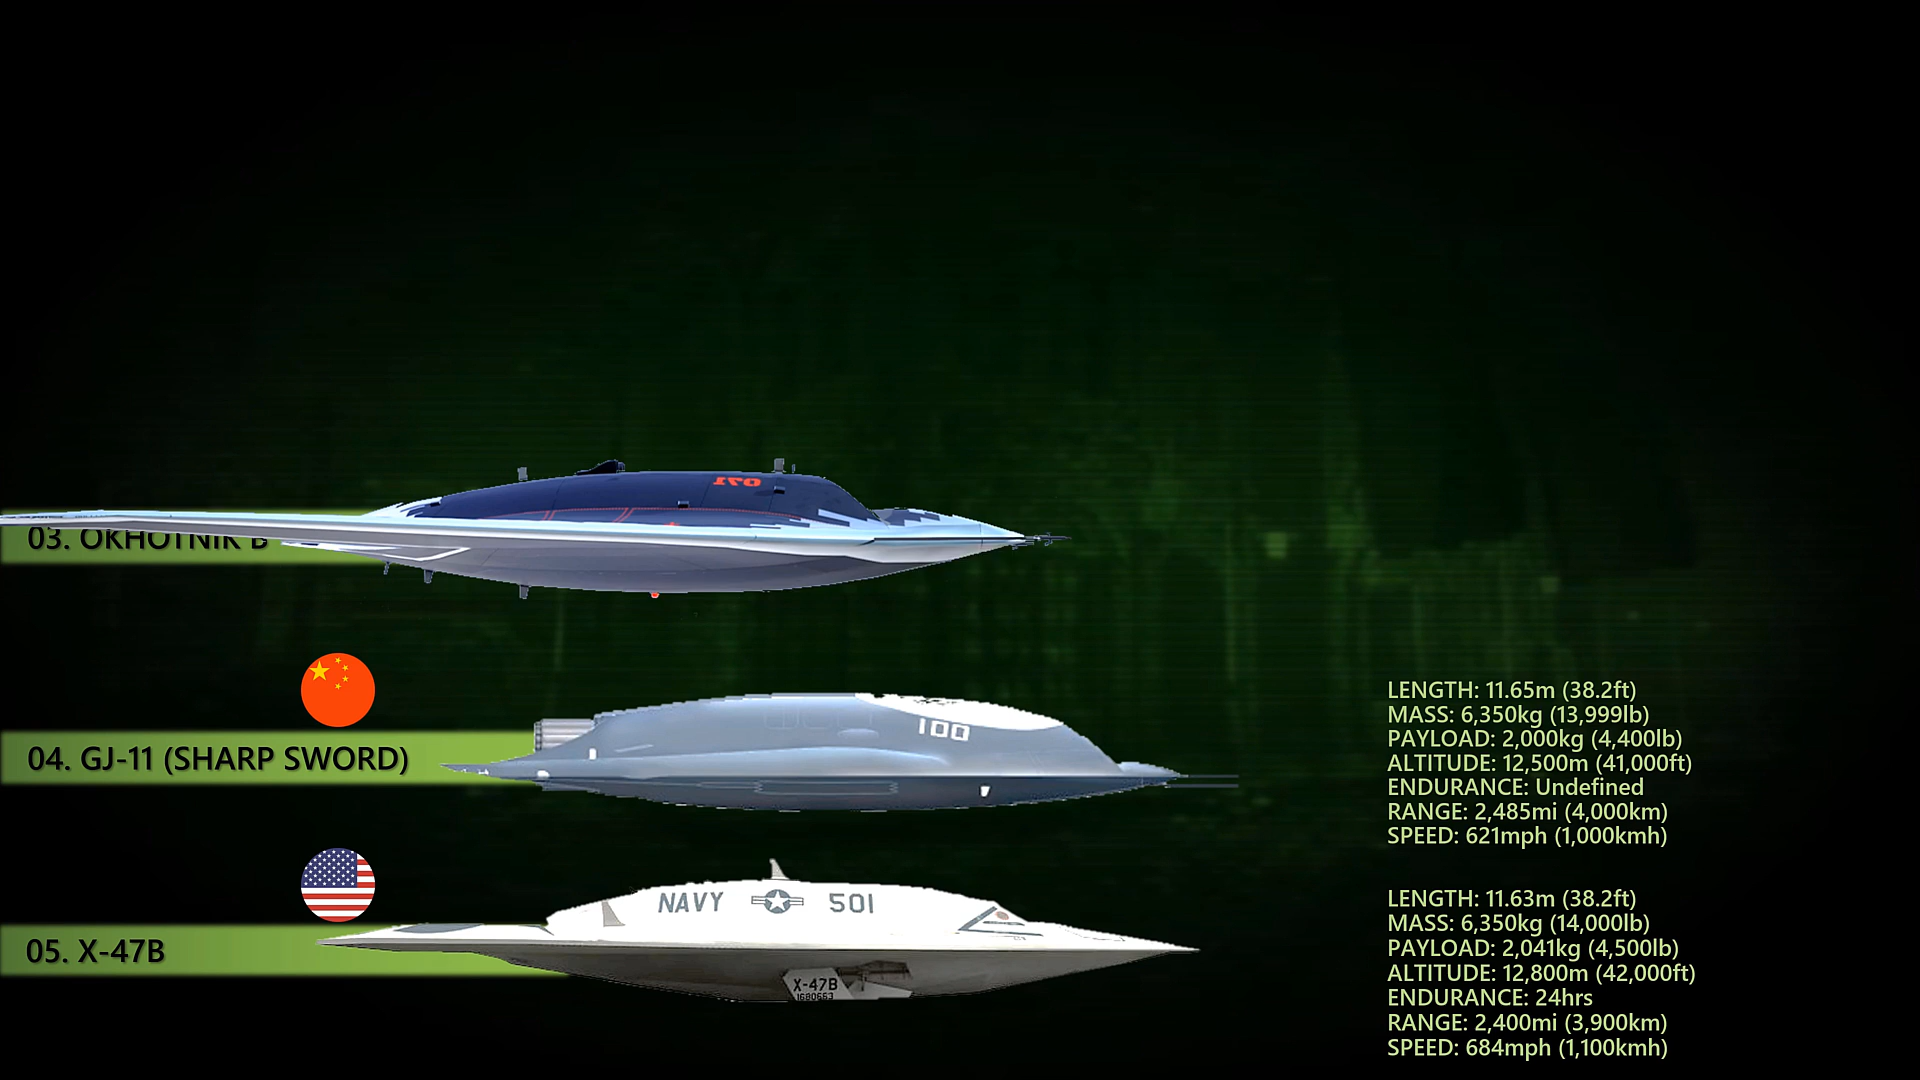 071
03. OKHOTNIK B
100
04. GJ-11 (SHARP SWORD)
LENGTH: 11.65m (38.2ft)
MASS: 6,350kg (13,999lb)
PAYLOAD: 2,000kg (4,400lb)
ALTITUDE: 12,500m (41,000ft)
ENDURANCE: Undefined
RANGE: 2,485mi (4,000km)
SPEED: 621mph (1,000kmh)
NAVY 501
05. X-47B
X-47B
LENGTH: 11.63m (38.2ft)
MASS: 6,350kg (14,000lb)
PAYLOAD: 2,041kg (4,500lb)
ALTITUDE: 12,800m (42,000ft)
ENDURANCE: 24hrs
RANGE: 2,400mi (3,900km)
SPEED: 684mph (1,100kmh)